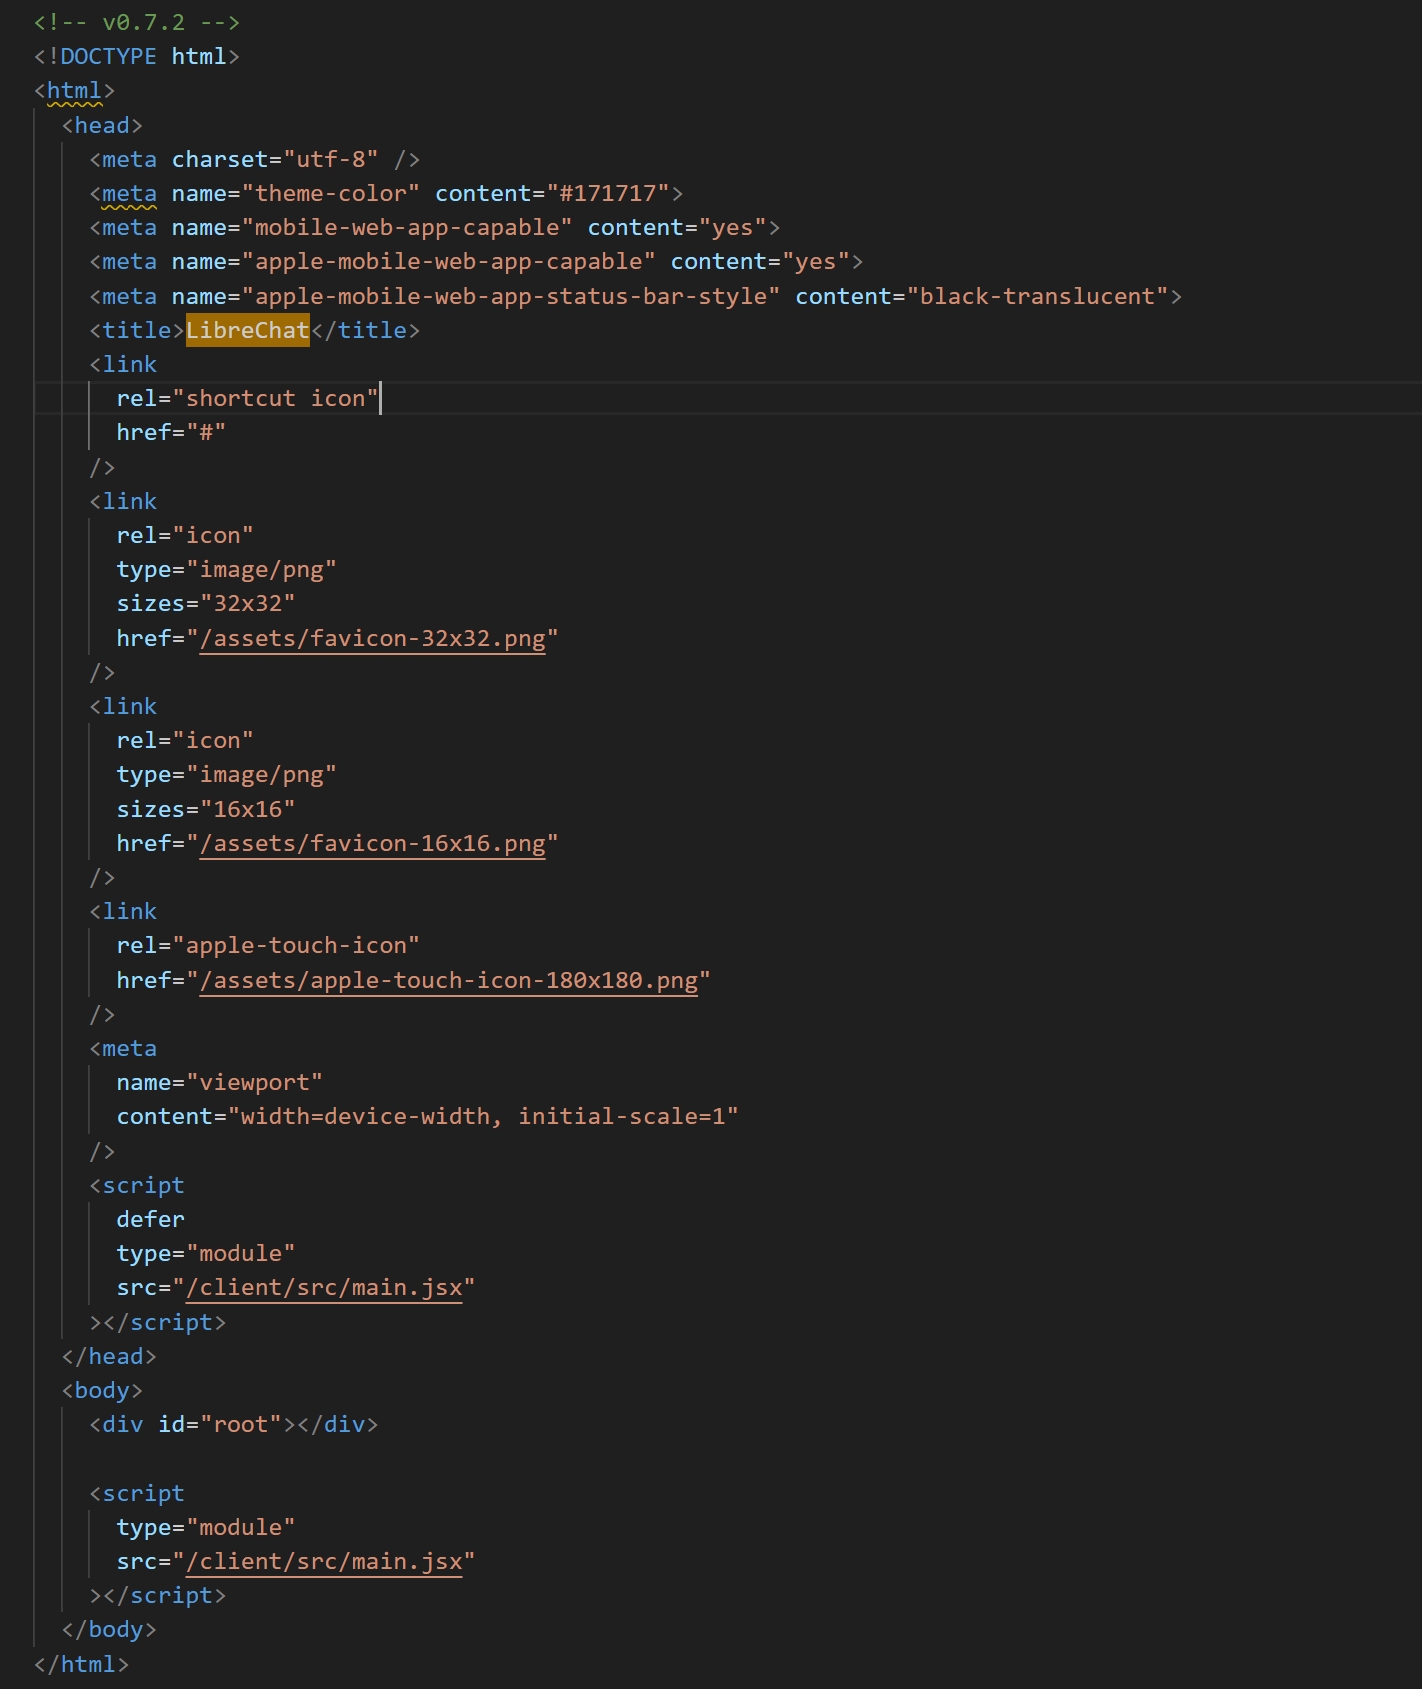 <!-- v0.7.2 -->
<!DOCTYPE html>
<html>
<head>
<meta charset="utf-8" />
<meta name="theme-color" content="#171717">
<meta name="mobile-web-app-capable" content="yes">
<meta name="apple-mobile-web-app-capable" content="yes">
<meta name="apple-mobile-web-app-status-bar-style" content="black-translucent">
<title>LibreChat</title>
<link
rel="shortcut icon"
href="#"
/>
<link
rel="icon"
type="image/png"
sizes="32x32"
href="/assets/favicon-32x32.png"
/>
<link
rel="icon"
type="image/png"
sizes="16x16"
href="/assets/favicon-16x16.png"
/>
<link
rel="apple-touch-icon"
href="/assets/apple-touch-icon-180x180.png"
/>
<meta
name="viewport"
content="width=device-width, initial-scale=1"
/>
<script
defer
type="module"
src="/client/src/main.jsx"
></script>
</head>
<body>
<div id="root"></div>
<script
type="module"
src="/client/src/main.jsx"
></script>
</body>
</html>